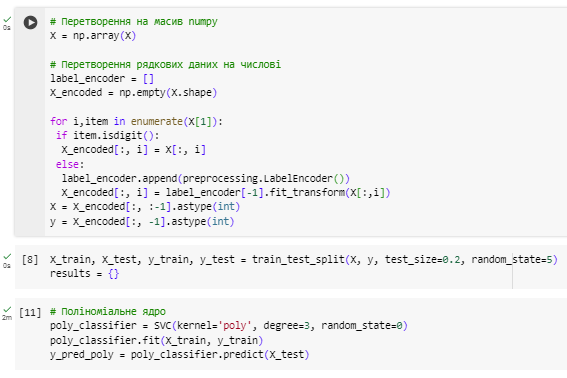 0s
# Перетворення на масив numpy
X = np.array(X)
# Перетворення рядкових даних на числові
label_encoder = []
X_encoded = np.empty(X.shape)
for i,item in enumerate(X[1]):
if item.isdigit():
X_encoded[:, i] = X[:, i]
else:
label_encoder.append(preprocessing.LabelEncoder())
X_encoded[:, i] = label_encoder[-1].fit_transform(X[:,i])
X = X_encoded[:, :-1].astype(int)
y = X_encoded[:, -1].astype(int)
0s
[8] X_train, X_test, y_train, y_test = train_test_split(X, y, test_size=0.2, random_state=5)
results = {}
2m
[11] # Поліноміальне ядро
poly_classifier = SVC(kernel='poly', degree=3, random_state=0)
poly_classifier.fit(X_train, y_train)
y_pred_poly = poly_classifier.predict(X_test)